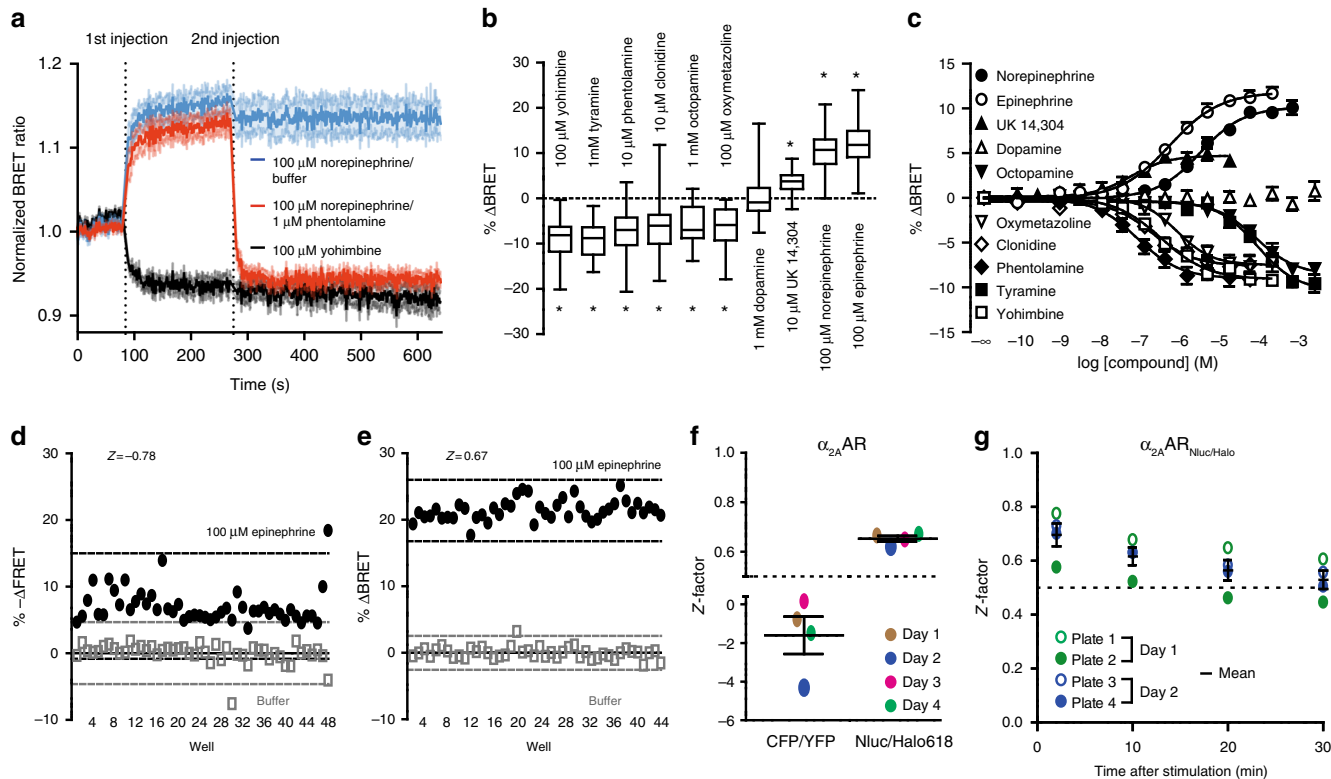 a
1st injection
2nd injection
Normalized BRET ratio
1.2
1.1
1.0
0.9
0
100
200
300
400
500
600
Time (s)
100 μM norepinephrine/
buffer
100 μM norepinephrine/
1 μM phentolamine
100 μM yohimbine
b
% ΔBRET
30
20
10
0
–10
–20
–30
100 μM yohimbine
1mM tyramine
10 μM phentolamine
10 μM clonidine
1 mM octopamine
100 μM oxymetazoline
1 mM dopamine
10 μM UK 14,304
100 μM norepinephrine
100 μM epinephrine
* * * * * *
* * *
c
% ΔBRET
15
10
5
0
–5
–10
–15
Norepinephrine
Epinephrine
UK 14,304
Dopamine
Octopamine
Oxymetazoline
Clonidine
Phentolamine
Tyramine
Yohimbine
–∞ –10 –9 –8 –7 –6 –5 –4 –3
log [compound] (M)
d
Z=–0.78
% –ΔFRET
30
20
10
0
–10
100 μM epinephrine
Buffer
4 8 12 16 20 24 28 32 36 40 44 48
Well
e
Z=0.67
% ΔBRET
30
20
10
0
–10
100 μM epinephrine
Buffer
4 8 12 16 20 24 28 32 36 40 44
Well
f
α2AAR
Z-factor
1.0
0.8
0.6
0
–2
–4
–6
Day 1
Day 2
Day 3
Day 4
CFP/YFP
Nluc/Halo618
g
α2AARNluc/Halo
Z-factor
1.0
0.8
0.6
0.4
0.2
0.0
Plate 1
Plate 2
Day 1
Plate 3
Plate 4
Day 2
Mean
0
10
20
30
Time after stimulation (min)